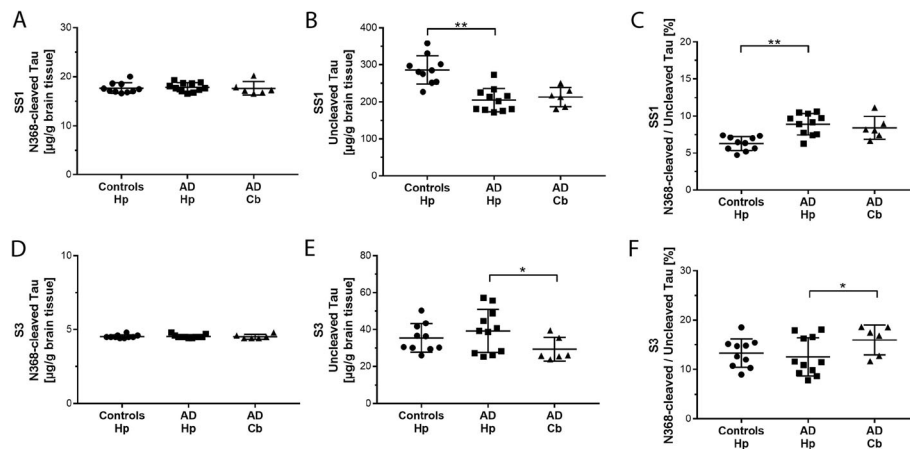 A
SS1
N368-cleaved Tau
[µg/g brain tissue]
30
20
10
0
Controls
Hp
AD
Hp
AD
Cb
B
SS1
Uncleaved Tau
[µg/g brain tissue]
400
300
200
100
0
**
Controls
Hp
AD
Hp
AD
Cb
C
SS1
N368-cleaved / Uncleaved Tau [%]
20
15
10
5
0
**
Controls
Hp
AD
Hp
AD
Cb
D
S3
N368-cleaved Tau
[µg/g brain tissue]
10
5
0
Controls
Hp
AD
Hp
AD
Cb
E
S3
Uncleaved Tau
[µg/g brain tissue]
80
60
40
20
0
*
Controls
Hp
AD
Hp
AD
Cb
F
S3
N368-cleaved / Uncleaved Tau [%]
30
20
10
0
*
Controls
Hp
AD
Hp
AD
Cb